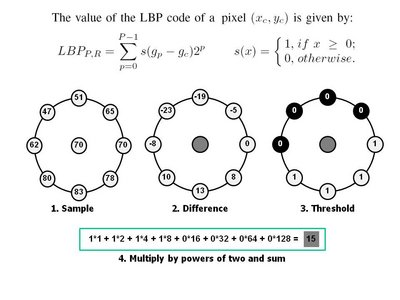 The value of the LBP code of a pixel (x_c, y_c) is given by:
LBP_{P,R} = \sum_{p=0}^{P-1} s(g_p - g_c)2^p s(x) = { 1, if x ≥ 0; 0, otherwise.
51
47 65
62 70 70
80 78
83
1. Sample
-19
-23 -5
-8 0
10 8
13
2. Difference
0
0 0
0 1
1 1
1
3. Threshold
1*1 + 1*2 + 1*4 + 1*8 + 0*16 + 0*32 + 0*64 + 0*128 = 15
4. Multiply by powers of two and sum